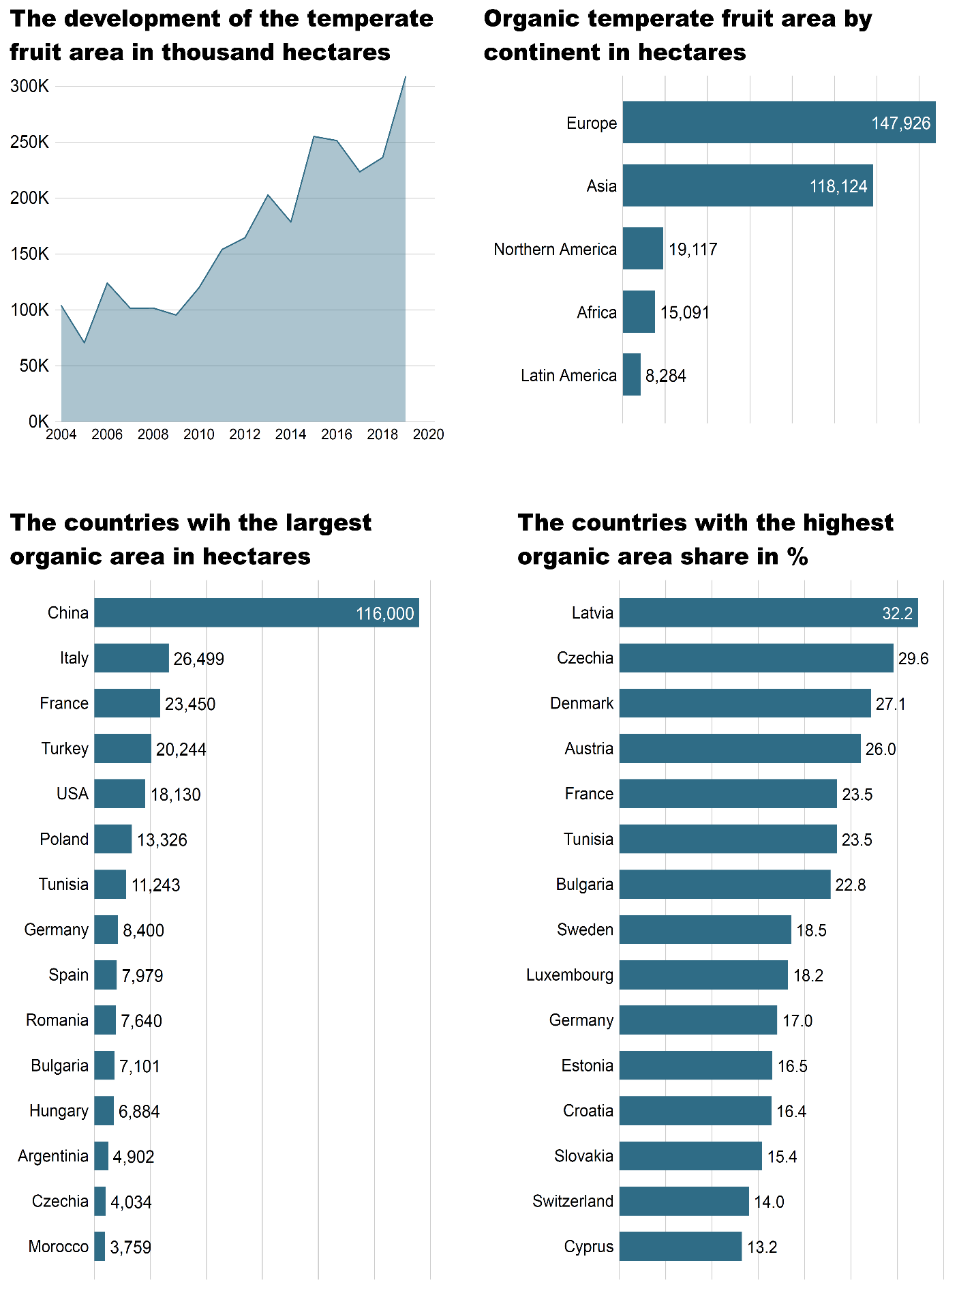 The development of the temperate
fruit area in thousand hectares
300K
250K
200K
150K
100K
50K
0K
2004 2006 2008 2010 2012 2014 2016 2018 2020
Organic temperate fruit area by
continent in hectares
Europe 147,926
Asia 118,124
Northern America 19,117
Africa 15,091
Latin America 8,284
The countries wih the largest
organic area in hectares
China 116,000
Italy 26,499
France 23,450
Turkey 20,244
USA 18,130
Poland 13,326
Tunisia 11,243
Germany 8,400
Spain 7,979
Romania 7,640
Bulgaria 7,101
Hungary 6,884
Argentinia 4,902
Czechia 4,034
Morocco 3,759
The countries with the highest
organic area share in %
Latvia 32.2
Czechia 29.6
Denmark 27.1
Austria 26.0
France 23.5
Tunisia 23.5
Bulgaria 22.8
Sweden 18.5
Luxembourg 18.2
Germany 17.0
Estonia 16.5
Croatia 16.4
Slovakia 15.4
Switzerland 14.0
Cyprus 13.2